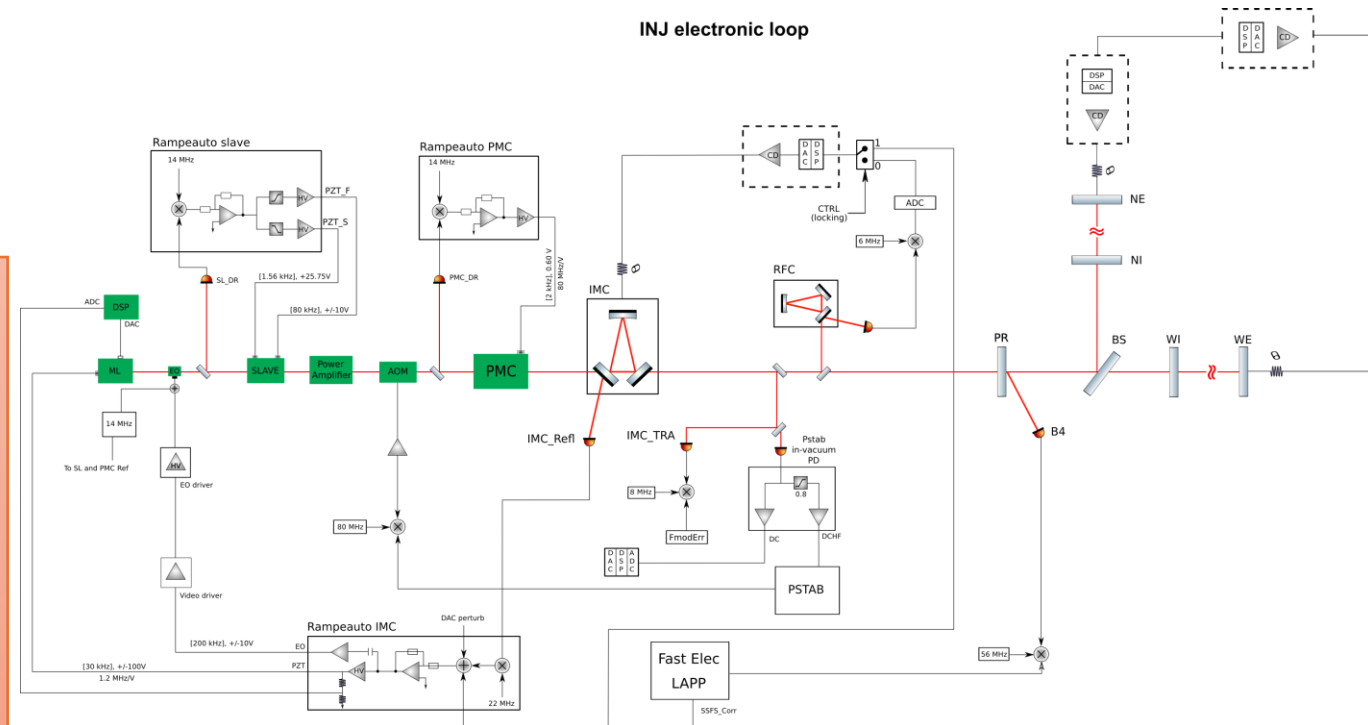 INJ electronic loop
D S P
D A C
CD
DSP
DAC
CD
Rampeauto slave
14 MHz
PZT_F
HV
PZT_S
HV
SL_DR
[1.56 kHz], +25.75V
[80 kHz], +/-10V
Rampeauto PMC
14 MHz
HV
PMC_DR
[2 kHz], 0.60 V
80 MHz/V
CD
D A C
D S P
1
0
CTRL
(locking)
ADC
6 MHz
NE
NI
IMC
RFC
ADC
DSP
DAC
ML
EO
SLAVE
Power
Amplifier
AOM
PMC
PR
BS
WI
WE
14 MHz
To SL and PMC Ref
HV
EO driver
Video driver
IMC_Refl
IMC_TRA
Pstab
in-vacuum
PD
0.8
B4
8 MHz
FmodErr
DC
DCHF
80 MHz
D A C
D S P
A D C
PSTAB
DAC perturb
Rampeauto IMC
[200 kHz], +/-10V
EO
PZT
[30 kHz], +/-100V
1.2 MHz/V
HV
22 MHz
Fast Elec
LAPP
SSFS_Corr
56 MHz